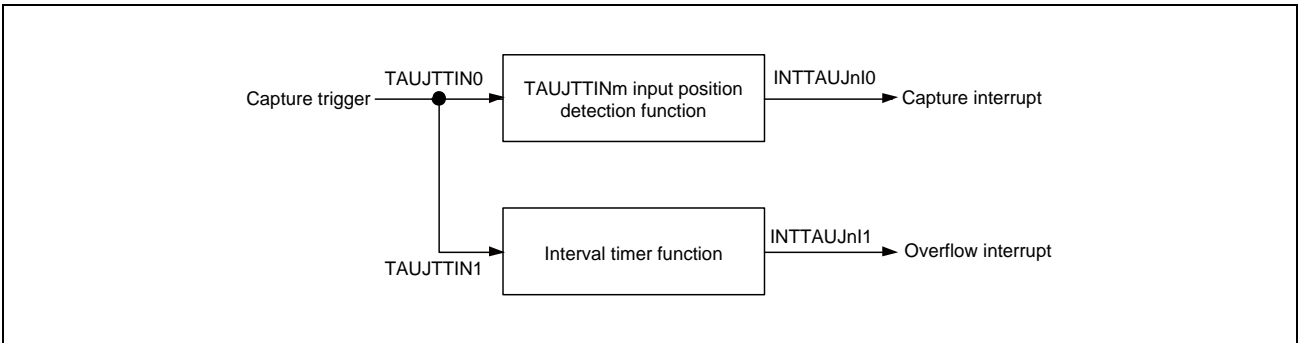 TAUJTTIN0
Capture trigger
TAUJTTINm input position
detection function
INTTAUJnI0
Capture interrupt
TAUJTTIN1
Interval timer function
INTTAUJnI1
Overflow interrupt